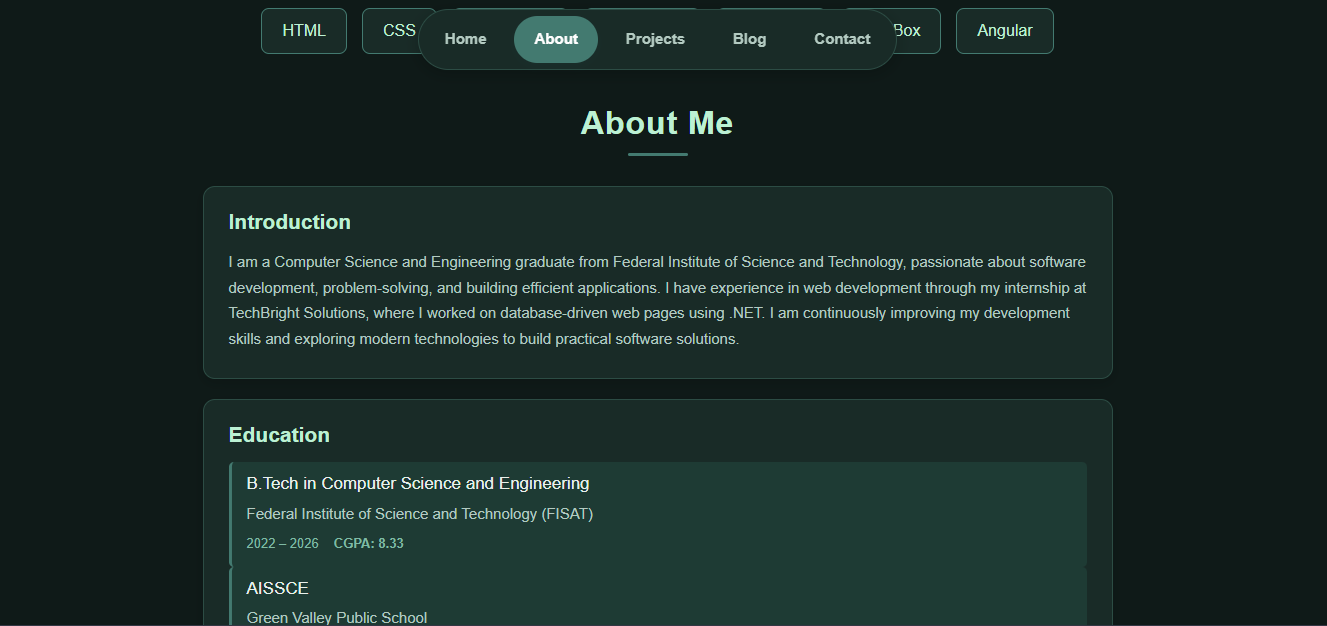 HTML CSS Box Angular
Home About Projects Blog Contact
About Me
Introduction
I am a Computer Science and Engineering graduate from Federal Institute of Science and Technology, passionate about software
development, problem-solving, and building efficient applications. I have experience in web development through my internship at
TechBright Solutions, where I worked on database-driven web pages using .NET. I am continuously improving my development
skills and exploring modern technologies to build practical software solutions.
Education
B.Tech in Computer Science and Engineering
Federal Institute of Science and Technology (FISAT)
2022 – 2026 CGPA: 8.33
AISSCE
Green Valley Public School